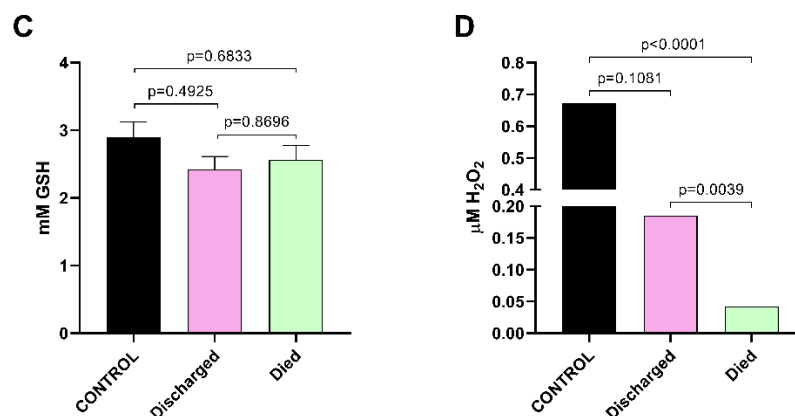 C
p=0.6833
p=0.4925
p=0.8696
4
3
2
1
0
mM GSH
CONTROL
Discharged
Died
D
p<0.0001
p=0.1081
p=0.0039
0.8
0.7
0.6
0.5
0.4
0.20
0.15
0.10
0.05
0.00
μM H₂O₂
CONTROL
Discharged
Died